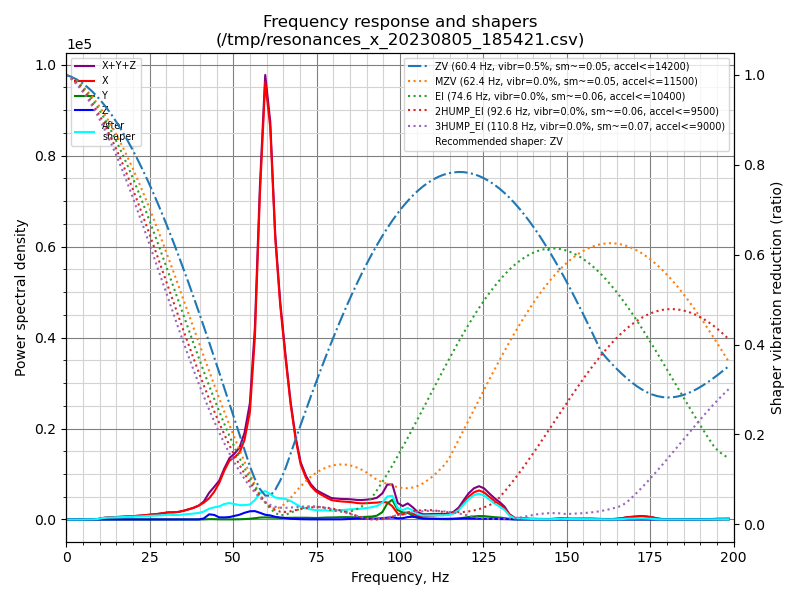 Frequency response and shapers
(/tmp/resonances_x_20230805_185421.csv)
1e5
X+Y+Z
X
Y
Z
After
shaper
ZV (60.4 Hz, vibr=0.5%, sm~=0.05, accel<=14200)
MZV (62.4 Hz, vibr=0.0%, sm~=0.05, accel<=11500)
EI (74.6 Hz, vibr=0.0%, sm~=0.06, accel<=10400)
2HUMP_EI (92.6 Hz, vibr=0.0%, sm~=0.06, accel<=9500)
3HUMP_EI (110.8 Hz, vibr=0.0%, sm~=0.07, accel<=9000)
Recommended shaper: ZV
Power spectral density
1.0
0.8
0.6
0.4
0.2
0.0
1.0
0.8
0.6
0.4
0.2
0.0
Shaper vibration reduction (ratio)
0 25 50 75 100 125 150 175 200
Frequency, Hz